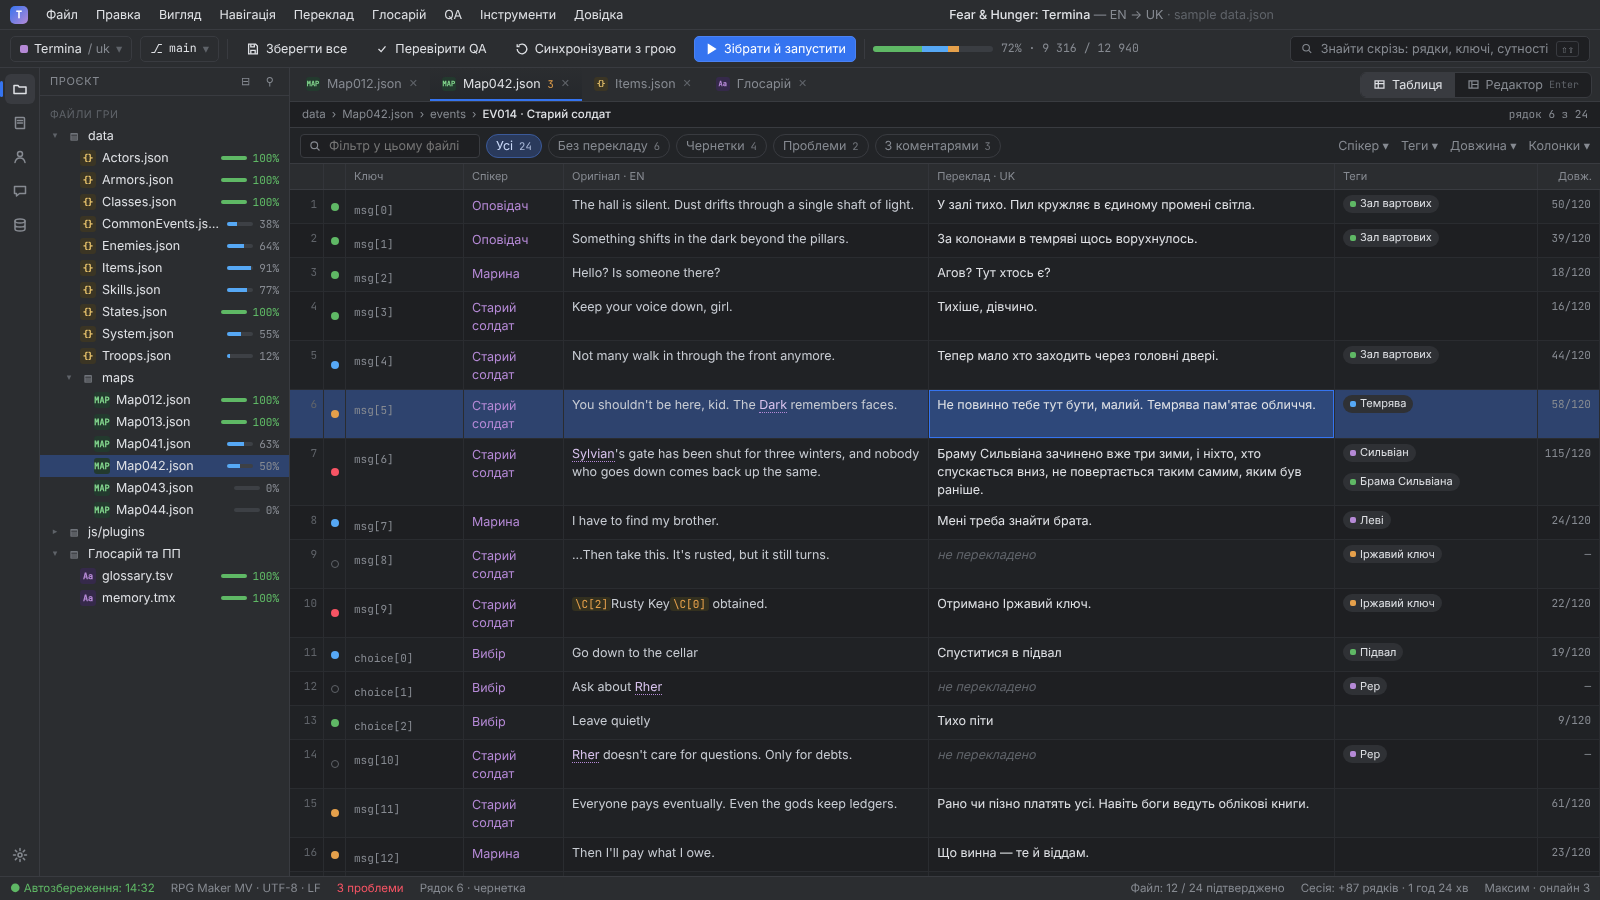 T Файл Правка Вигляд Навігація Переклад Глосарій QA Інструменти Довідка Fear & Hunger: Termina — EN → UK · sample data.json
Termina / uk ▾ main ▾ Зберегти все Перевірити QA Синхронізувати з грою Зібрати й запустити 72% · 9 316 / 12 940 Знайти скрізь: рядки, ключі, сутності ⇧⇧
ПРОЄКТ
ФАЙЛИ ГРИ
data
{} Actors.json 100%
{} Armors.json 100%
{} Classes.json 100%
{} CommonEvents.js... 38%
{} Enemies.json 64%
{} Items.json 91%
{} Skills.json 77%
{} States.json 100%
{} System.json 55%
{} Troops.json 12%
maps
MAP Map012.json 100%
MAP Map013.json 100%
MAP Map041.json 63%
MAP Map042.json 50%
MAP Map043.json 0%
MAP Map044.json 0%
js/plugins
Глосарій та ПП
Aa glossary.tsv 100%
Aa memory.tmx 100%
MAP Map012.json × MAP Map042.json 3 × {} Items.json × Aa Глосарій × Таблиця Редактор Enter
data › Map042.json › events › EV014 · Старий солдат рядок 6 з 24
Фільтр у цьому файлі Усі 24 Без перекладу 6 Чернетки 4 Проблеми 2 З коментарями 3 Спікер ▾ Теги ▾ Довжина ▾ Колонки ▾
Ключ Спікер Оригінал · EN Переклад · UK Теги Довж.
1 msg[0] Оповідач The hall is silent. Dust drifts through a single shaft of light. У залі тихо. Пил кружляє в єдиному промені світла. Зал вартових 50/120
2 msg[1] Оповідач Something shifts in the dark beyond the pillars. За колонами в темряві щось ворухнулось. Зал вартових 39/120
3 msg[2] Марина Hello? Is someone there? Агов? Тут хтось є? 18/120
4 msg[3] Старий солдат Keep your voice down, girl. Тихіше, дівчино. 16/120
5 msg[4] Старий солдат Not many walk in through the front anymore. Тепер мало хто заходить через головні двері. Зал вартових 44/120
6 msg[5] Старий солдат You shouldn't be here, kid. The Dark remembers faces. Не повинно тебе тут бути, малий. Темрява пам'ятає обличчя. Темрява 58/120
7 msg[6] Старий солдат Sylvian's gate has been shut for three winters, and nobody who goes down comes back up the same. Браму Сильвіана зачинено вже три зими, і ніхто, хто спускається вниз, не повертається таким самим, яким був раніше. Сильвіан Брама Сильвіана 115/120
8 msg[7] Марина I have to find my brother. Мені треба знайти брата. Леві 24/120
9 msg[8] Старий солдат ...Then take this. It's rusted, but it still turns. не перекладено Іржавий ключ —
10 msg[9] Старий солдат \C[2]Rusty Key\C[0] obtained. Отримано Іржавий ключ. Іржавий ключ 22/120
11 choice[0] Вибір Go down to the cellar Спуститися в підвал Підвал 19/120
12 choice[1] Вибір Ask about Rher не перекладено Рер —
13 choice[2] Вибір Leave quietly Тихо піти 9/120
14 msg[10] Старий солдат Rher doesn't care for questions. Only for debts. не перекладено Рер —
15 msg[11] Старий солдат Everyone pays eventually. Even the gods keep ledgers. Рано чи пізно платять усі. Навіть боги ведуть облікові книги. 61/120
16 msg[12] Марина Then I'll pay what I owe. Що винна — те й віддам. 23/120
Автозбереження: 14:32 RPG Maker MV · UTF-8 · LF 3 проблеми Рядок 6 · чернетка Файл: 12 / 24 підтверджено Сесія: +87 рядків · 1 год 24 хв Максим · онлайн 3